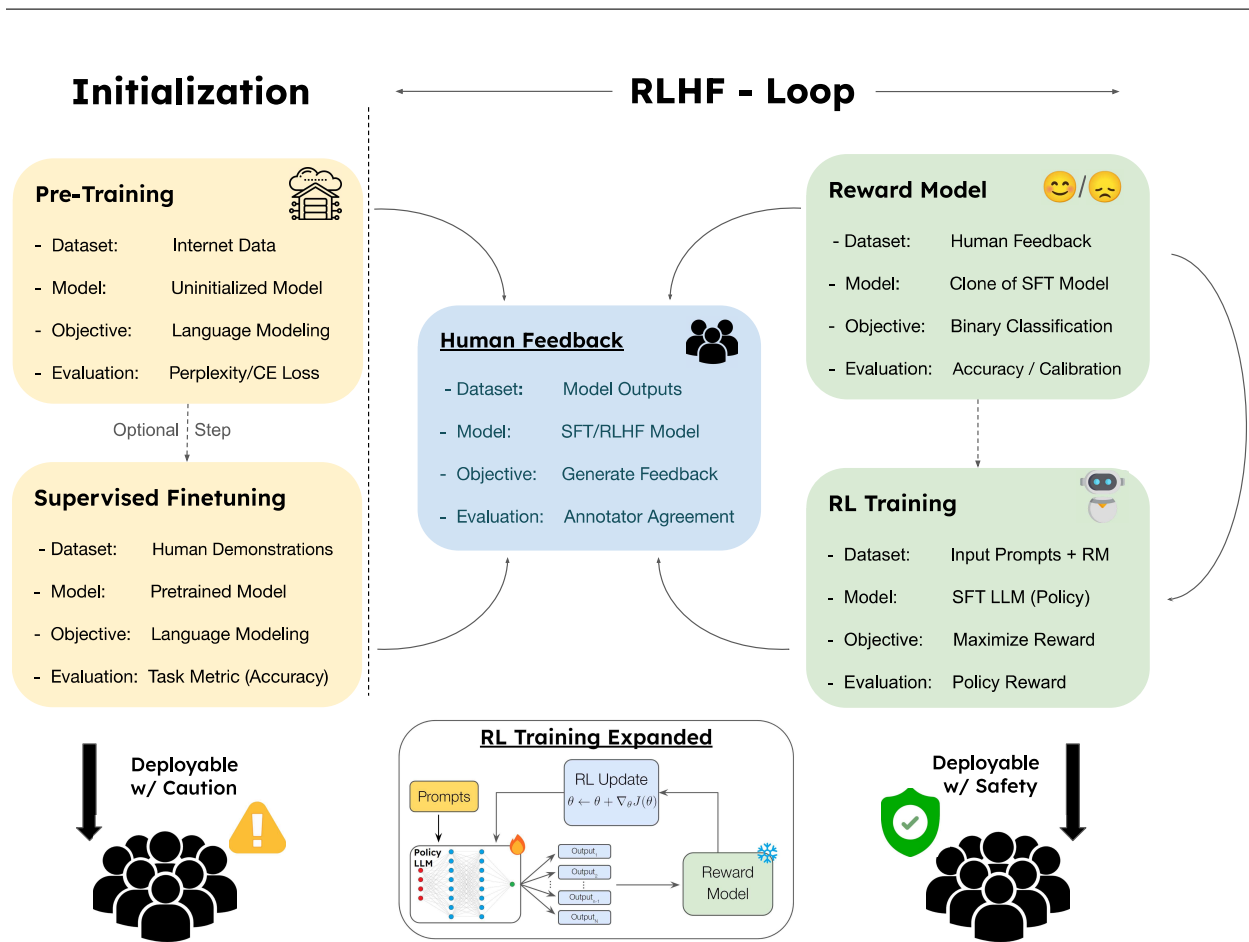 Initialization
RLHF - Loop
Pre-Training
- Dataset: Internet Data
- Model: Uninitialized Model
- Objective: Language Modeling
- Evaluation: Perplexity/CE Loss
Optional Step
Supervised Finetuning
- Dataset: Human Demonstrations
- Model: Pretrained Model
- Objective: Language Modeling
- Evaluation: Task Metric (Accuracy)
Deployable
w/ Caution
Human Feedback
- Dataset: Model Outputs
- Model: SFT/RLHF Model
- Objective: Generate Feedback
- Evaluation: Annotator Agreement
Reward Model
/
- Dataset: Human Feedback
- Model: Clone of SFT Model
- Objective: Binary Classification
- Evaluation: Accuracy / Calibration
RL Training
- Dataset: Input Prompts + RM
- Model: SFT LLM (Policy)
- Objective: Maximize Reward
- Evaluation: Policy Reward
Deployable
w/ Safety
RL Training Expanded
Prompts
RL Update
θ ← θ + ∇θJ(θ)
Policy
LLM
Output
Output
Output
Output
Reward
Model